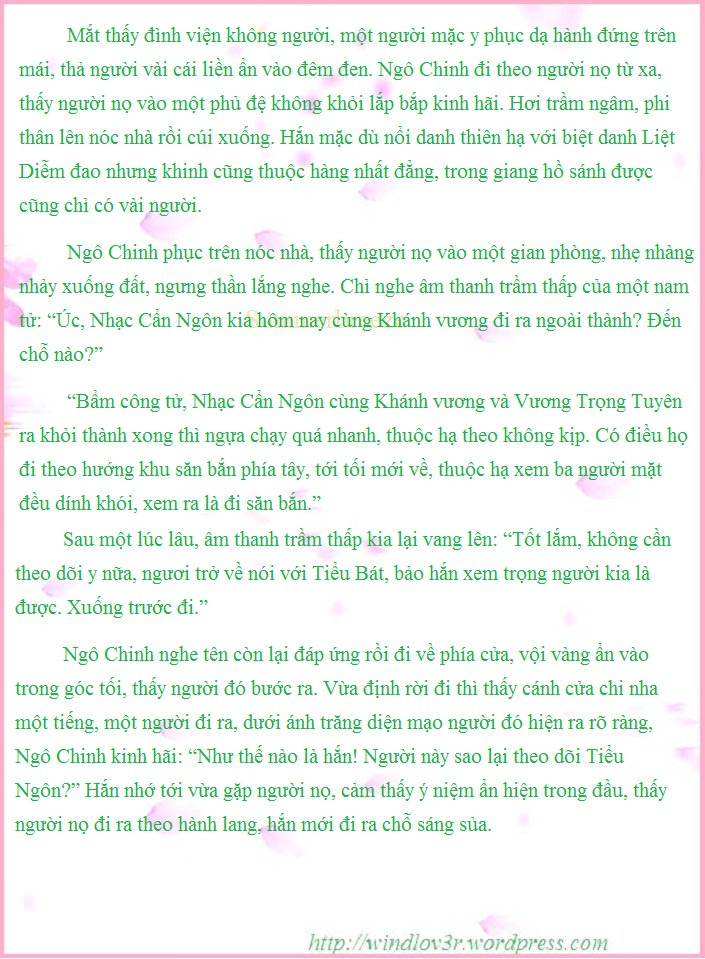 Mắt thấy đình viện không người, một người mặc y phục dạ hành đứng trên
mái, thả người vài cái liền ẩn vào đêm đen. Ngô Chinh đi theo người nọ từ xa,
thấy người nọ vào một phủ đệ không khỏi lắp bắp kinh hãi. Hơi trầm ngâm, phi
thân lên nóc nhà rồi cúi xuống. Hắn mặc dù nổi danh thiên hạ với biệt danh Liệt
Diễm đao nhưng khinh cũng thuộc hàng nhất đẳng, trong giang hồ sánh được
cũng chỉ có vài người.
Ngô Chinh phục trên nóc nhà, thấy người nọ vào một gian phòng, nhẹ nhàng
nhảy xuống đất, ngưng thần lắng nghe. Chỉ nghe âm thanh trầm thấp của một nam
tử: “Úc, Nhạc Cẩn Ngôn kia hôm nay cùng Khánh vương đi ra ngoài thành? Đến
chỗ nào?”
“Bẩm công tử, Nhạc Cẩn Ngôn cùng Khánh vương và Vương Trọng Tuyên
ra khỏi thành xong thì ngựa chạy quá nhanh, thuộc hạ theo không kịp. Có điều họ
đi theo hướng khu săn bắn phía tây, tới tối mới về, thuộc hạ xem ba người mặt
đều dính khói, xem ra là đi săn bắn.”
Sau một lúc lâu, âm thanh trầm thấp kia lại vang lên: “Tốt lắm, không cần
theo dõi y nữa, ngươi trở về nói với Tiểu Bát, bảo hắn xem trọng người kia là
được. Xuống trước đi.”
Ngô Chinh nghe tên còn lại đáp ứng rồi đi về phía cửa, vội vàng ẩn vào
trong góc tối, thấy người đó bước ra. Vừa định rời đi thì thấy cánh cửa chi nha
một tiếng, một người đi ra, dưới ánh trăng diện mạo người đó hiện ra rõ ràng,
Ngô Chinh kinh hãi: “Như thế nào là hắn! Người này sao lại theo dõi Tiểu
Ngôn?” Hắn nhớ tới vừa gặp người nọ, cảm thấy ý niệm ẩn hiện trong đầu, thấy
người nọ đi ra theo hành lang, hắn mới đi ra chỗ sáng sủa.
http://windlov3r.wordpress.com